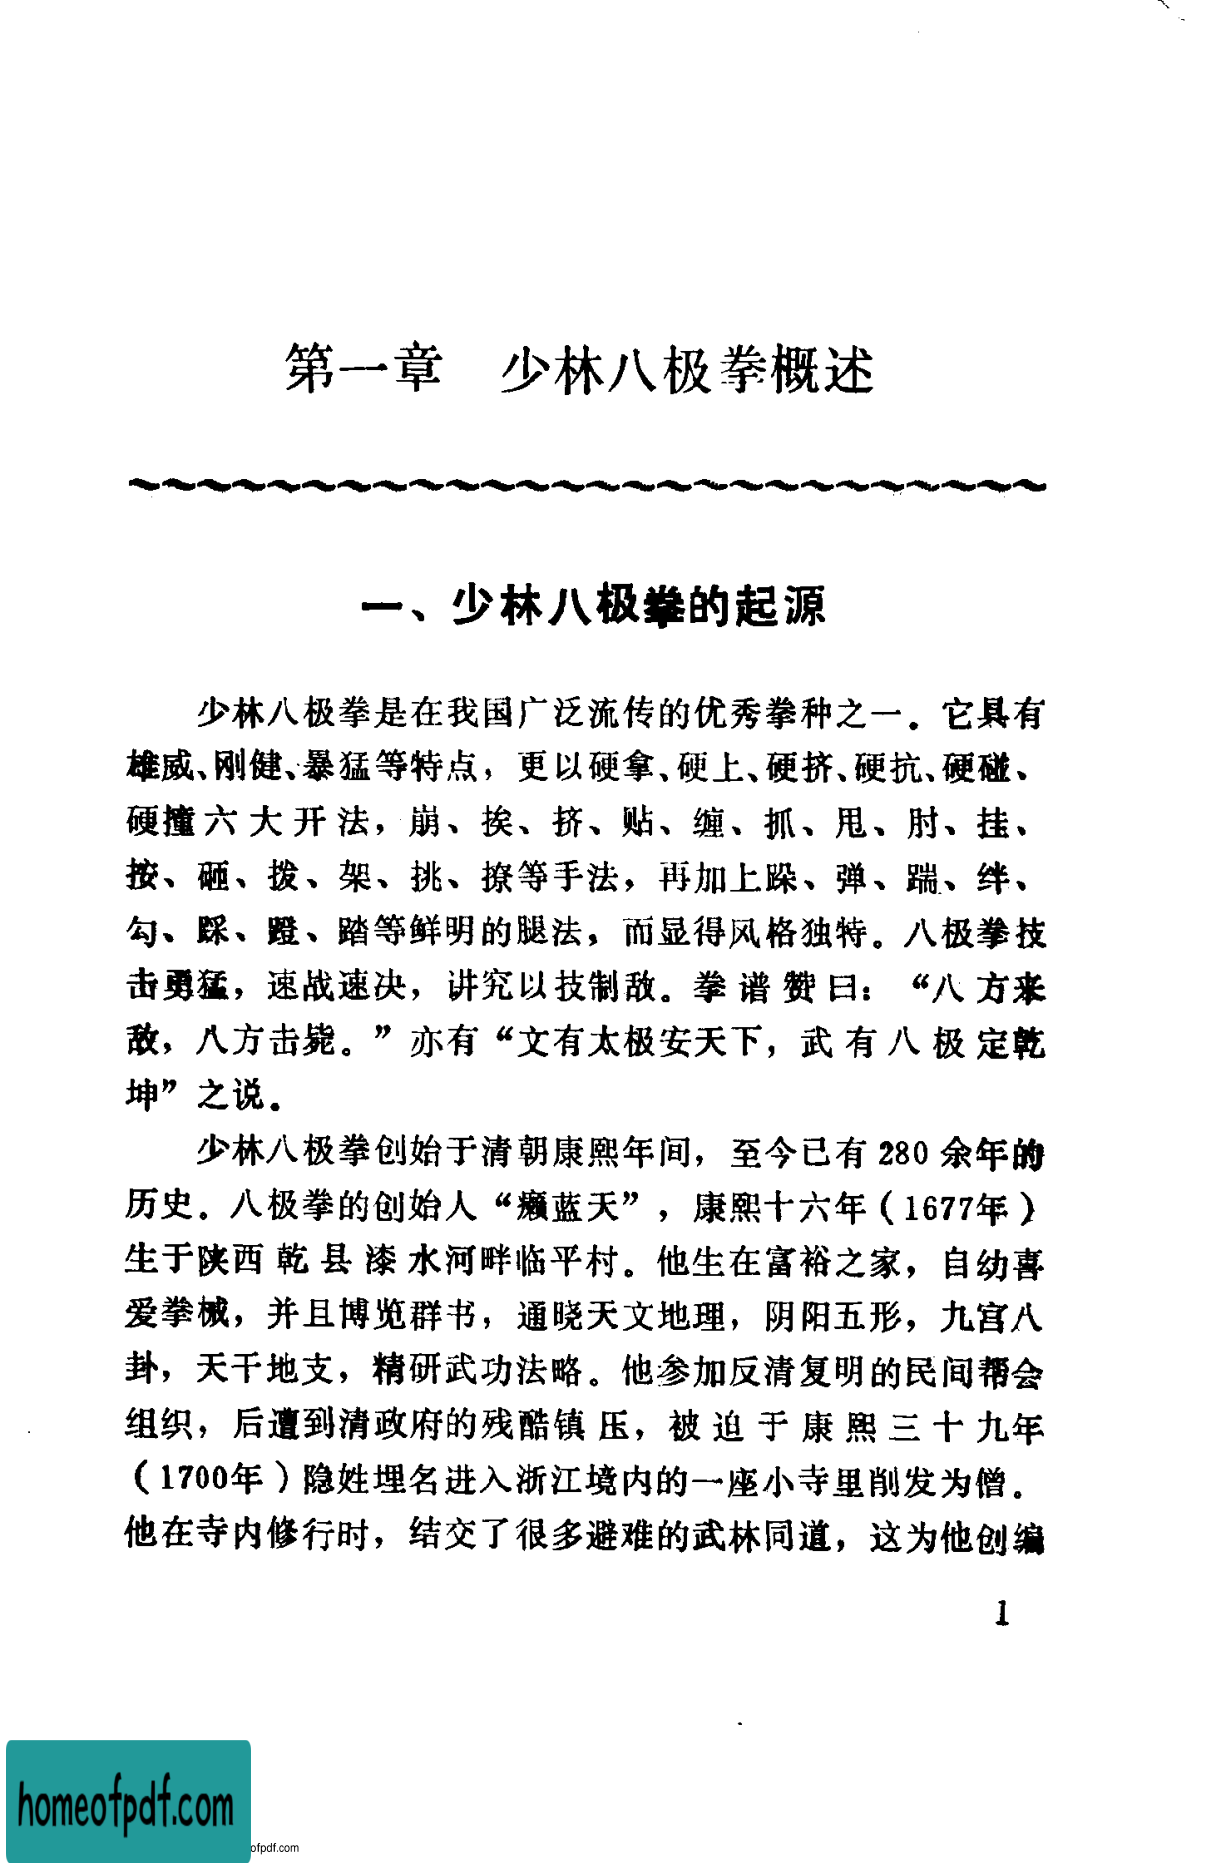 第一章　少林八极拳概述
一、少林八极拳的起源
少林八极拳是在我国广泛流传的优秀拳种之一。它具有
雄威、刚健、暴猛等特点，更以硬拿、硬上、硬挤、硬抗、硬碰、
硬撞六大开法，崩、挨、挤、贴、缠、抓、甩、肘、挂、
按、砸、拨、架、挑、撩等手法，再加上跺、弹、踹、绊、
勾、踩、蹬、踏等鲜明的腿法，而显得风格独特。八极拳技
击勇猛，速战速决，讲究以技制敌。拳谱赞曰：“八方来
敌，八方击毙。”亦有“文有太极安天下，武有八极定乾
坤”之说。
少林八极拳创始于清朝康熙年间，至今已有280余年的
历史。八极拳的创始人“癞蓝天”，康熙十六年（1677年）
生于陕西乾县漆水河畔临平村。他生在富裕之家，自幼喜
爱拳械，并且博览群书，通晓天文地理，阴阳五形，九宫八
卦，天干地支，精研武功法略。他参加反清复明的民间帮会
组织，后遭到清政府的残酷镇压，被迫于康熙三十九年
（1700年）隐姓埋名进入浙江境内的一座小寺里削发为僧。
他在寺内修行时，结交了很多避难的武林同道，这为他创编
1
homeofpdf.com
ofpdf.com